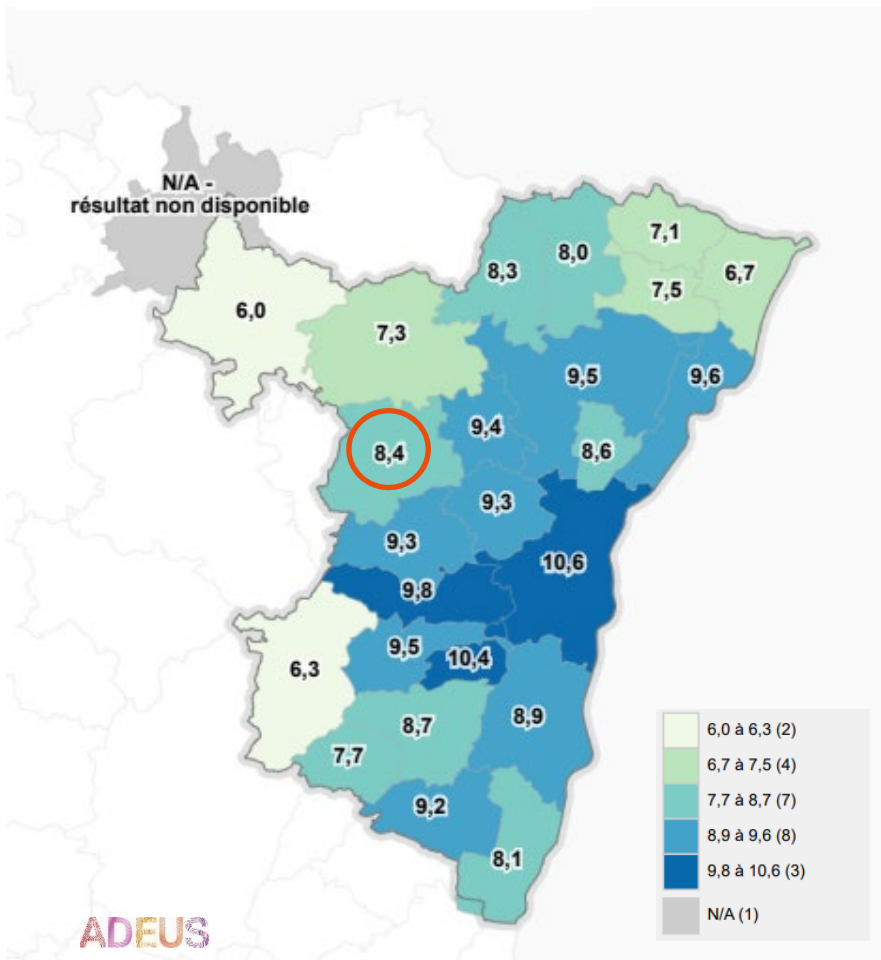 N/A -
résultat non disponible
7,1
8,0
8,3
6,7
7,5
6,0
7,3
9,5
9,6
9,4
8,4
8,6
9,3
9,3
10,6
9,8
9,5
10,4
6,3
8,9
8,7
7,7
9,2
8,1
6,0 à 6,3 (2)
6,7 à 7,5 (4)
7,7 à 8,7 (7)
8,9 à 9,6 (8)
9,8 à 10,6 (3)
N/A (1)
ADEUS